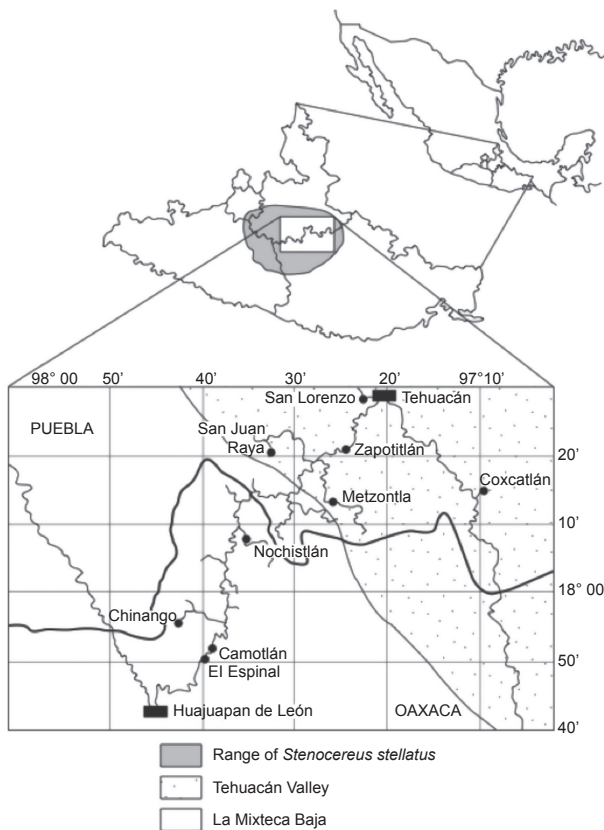 98° 00 50’ 40’ 30’ 20’ 97°10’
San Lorenzo Tehuacán
PUEBLA
San Juan
Raya
Zapotitlán
20’
Coxcatlán
Metzontla
10’
Nochistlán
18° 00
Chinango
Camotlán
50’
El Espinal
Huajuapan de León
OAXACA
40’
Range of Stenocereus stellatus
Tehuacán Valley
La Mixteca Baja